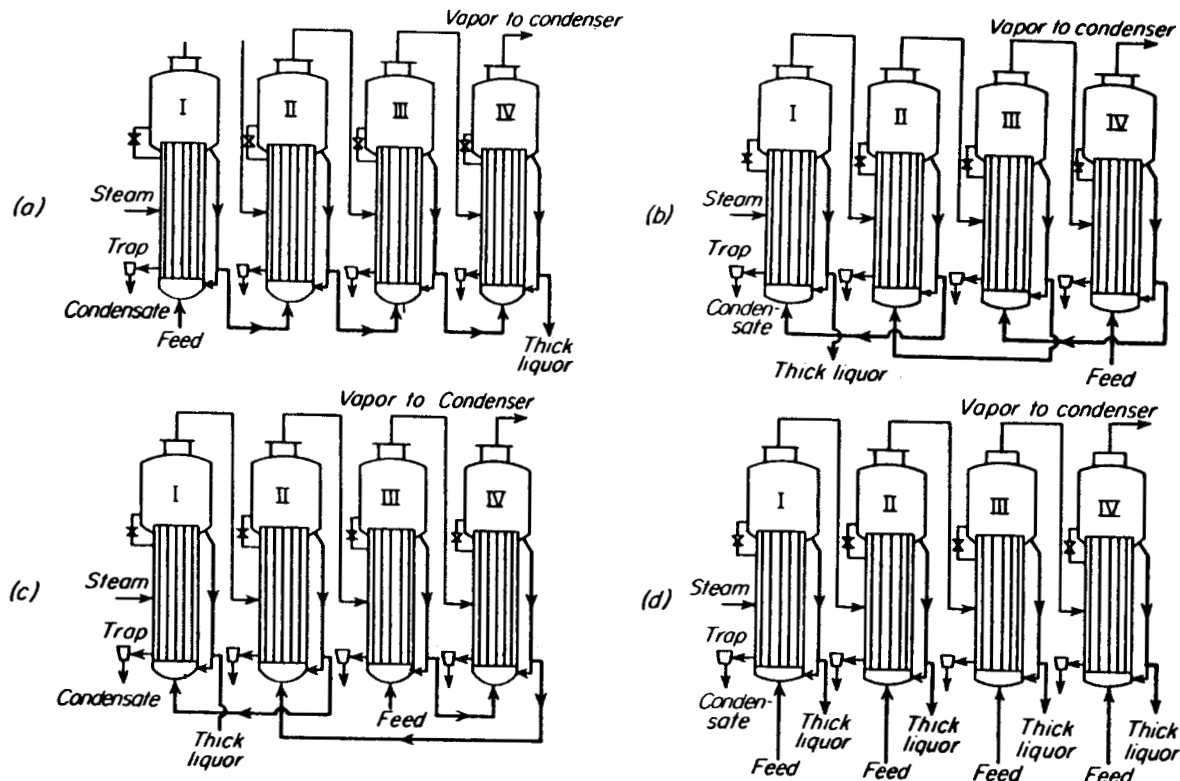 Vapor to condenser
I
II
III
IV
(a)
Steam
Trap
Condensate
Feed
Thick
liquor
Vapor to condenser
I
II
III
IV
(b)
Steam
Trap
Conden-
sate
Thick liquor
Feed
Vapor to Condenser
I
II
III
IV
(c)
Steam
Trap
Condensate
Thick
liquor
Feed
Vapor to condenser
I
II
III
IV
(d)
Steam
Trap
Conden-
sate
Thick
liquor
Thick
liquor
Thick
liquor
Thick
liquor
Feed
Feed
Feed
Feed